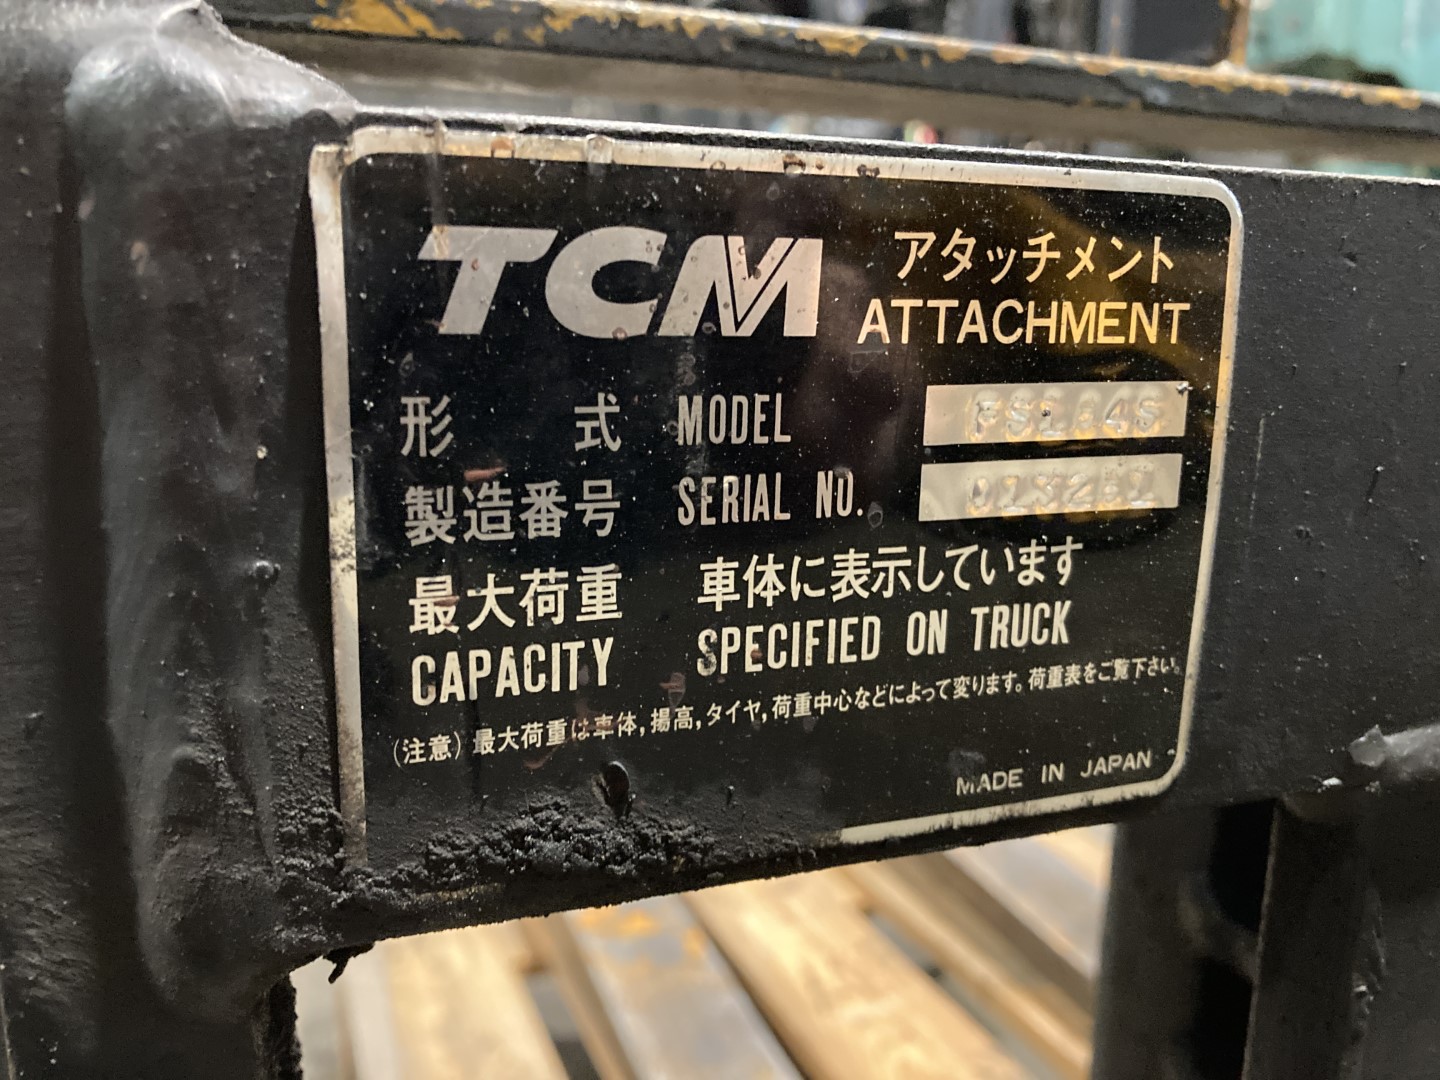 TCM
アタッチメント
ATTACHMENT
形 式 MODEL
製造番号 SERIAL NO.
最大荷重 車体に表示しています
CAPACITY SPECIFIED ON TRUCK
(注意) 最大荷重は車体,揚高,タイヤ,荷重中心などによって変ります。荷重表をご覧下さい。
MADE IN JAPAN